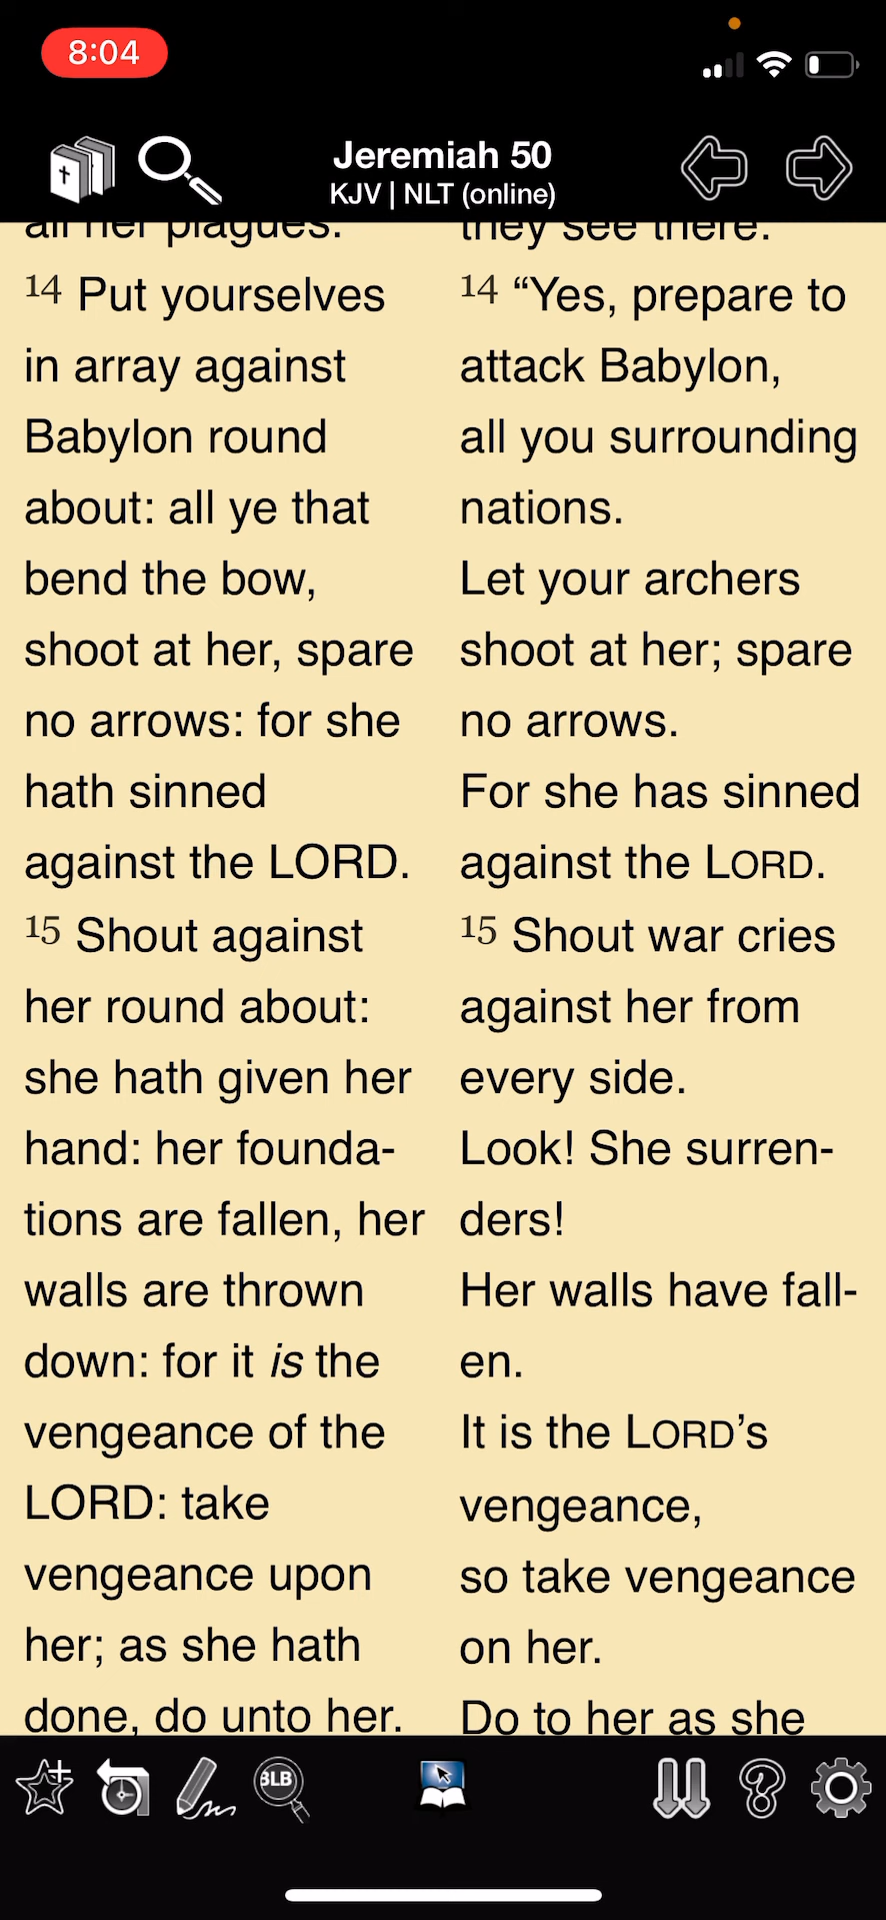 8:04
Jeremiah 50
KJV | NLT (online)
all her plagues.
14 Put yourselves
in array against
Babylon round
about: all ye that
bend the bow,
shoot at her, spare
no arrows: for she
hath sinned
against the LORD.
15 Shout against
her round about:
she hath given her
hand: her founda-
tions are fallen, her
walls are thrown
down: for it is the
vengeance of the
LORD: take
vengeance upon
her; as she hath
done, do unto her.
they see there.
14 “Yes, prepare to
attack Babylon,
all you surrounding
nations.
Let your archers
shoot at her; spare
no arrows.
For she has sinned
against the LORD.
15 Shout war cries
against her from
every side.
Look! She surren-
ders!
Her walls have fall-
en.
It is the LORD’s
vengeance,
so take vengeance
on her.
Do to her as she
BLB